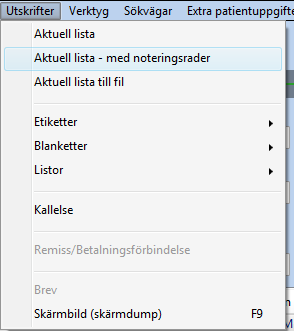 Utskrifter Verktyg Sökvägar Extra patientuppgifte
Aktuell lista
Aktuell lista - med noteringsrader
Aktuell lista till fil
Etiketter
Blanketter
Listor
Kallelse
Remiss/Betalningsförbindelse
Brev
Skärmbild (skärmdump) F9